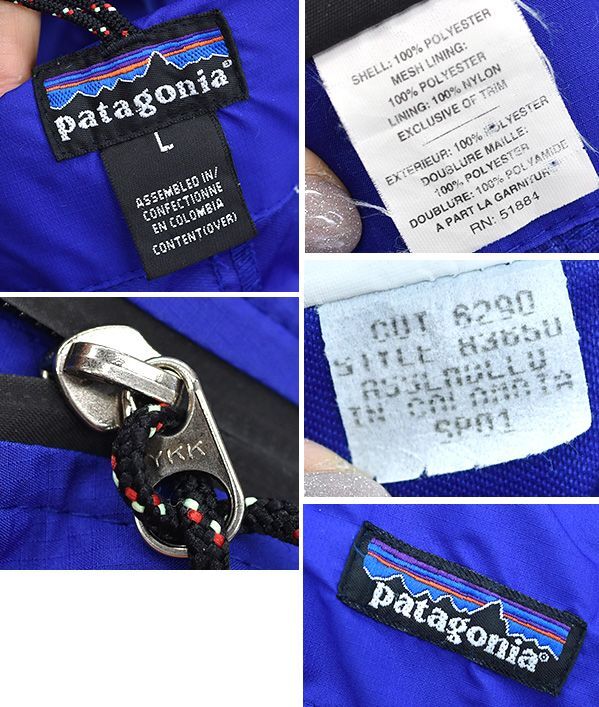 patagonia®
L
ASSEMBLED IN/
CONFECTIONNE
EN COLOMBIA
CONTENT(OVER)
SHELL: 100% POLYESTER
MESH LINING:
100% POLYESTER
LINING: 100% NYLON
EXCLUSIVE OF TRIM
EXTERIEUR: 100% POLYESTER
DOUBLURE MAILLE:
100% POLYESTER
DOUBLURE: 100% POLYAMIDE
A PART LA GARNITURE
RN: 51884
YKK
CUT 6290
IN
SP01
patagonia®